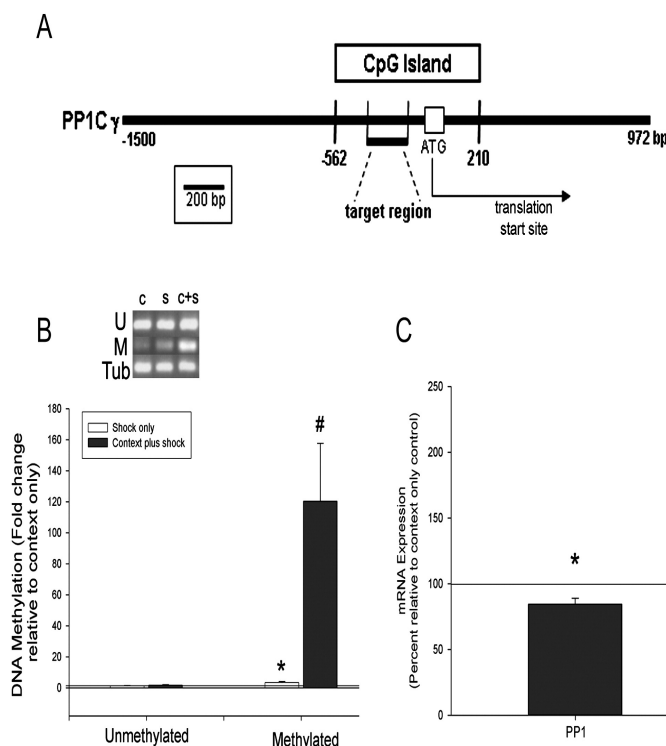 A
CpG Island
PP1C γ
-1500
-562
ATG
210
972 bp
200 bp
target region
translation
start site
B
c s c+s
U
M
Tub
DNA Methylation (Fold change
relative to context only)
180
160
140
120
100
80
60
40
20
0
Shock only
Context plus shock
*
#
Unmethylated
Methylated
C
mRNA Expression
(Percent relative to context only control)
250
200
150
100
50
0
*
PP1